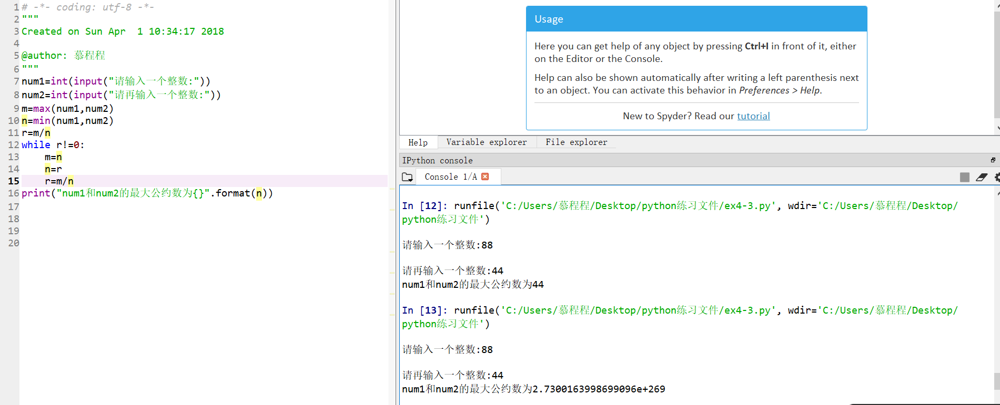 1 # -*- coding: utf-8 -*-
2 """
3 Created on Sun Apr  1 10:34:17 2018
4
5 @author: 慕程程
6 """
7 num1=int(input("请输入一个整数:"))
8 num2=int(input("请再输入一个整数:"))
9 m=max(num1,num2)
10 n=min(num1,num2)
11 r=m/n
12 while r!=0:
13     m=n
14     n=r
15     r=m/n
16 print("num1和num2的最大公约数为{}".format(n))
17
18
19
20
Usage
Here you can get help of any object by pressing Ctrl+I in front of it, either
on the Editor or the Console.
Help can also be shown automatically after writing a left parenthesis next
to an object. You can activate this behavior in Preferences > Help.
New to Spyder? Read our tutorial
Help Variable explorer File explorer
IPython console
Console 1/A
In [12]: runfile('C:/Users/慕程程/Desktop/python练习文件/ex4-3.py', wdir='C:/Users/慕程程/Desktop/
python练习文件')
请输入一个整数:88
请再输入一个整数:44
num1和num2的最大公约数为44
In [13]: runfile('C:/Users/慕程程/Desktop/python练习文件/ex4-3.py', wdir='C:/Users/慕程程/Desktop/
python练习文件')
请输入一个整数:88
请再输入一个整数:44
num1和num2的最大公约数为2.7300163998699096e+269